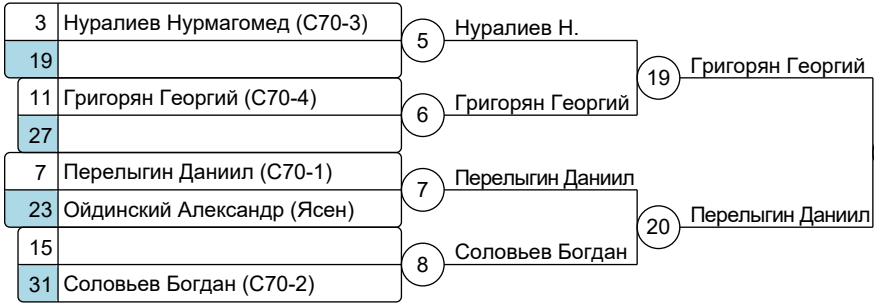 3 Нуралиев Нурмагомед (С70-3)
5 Нуралиев Н.
19
19 Григорян Георгий
11 Григорян Георгий (С70-4)
6 Григорян Георгий
27
7 Перелыгин Даниил (С70-1)
7 Перелыгин Даниил
23 Ойдинский Александр (Ясен)
20 Перелыгин Даниил
15
8 Соловьев Богдан
31 Соловьев Богдан (С70-2)